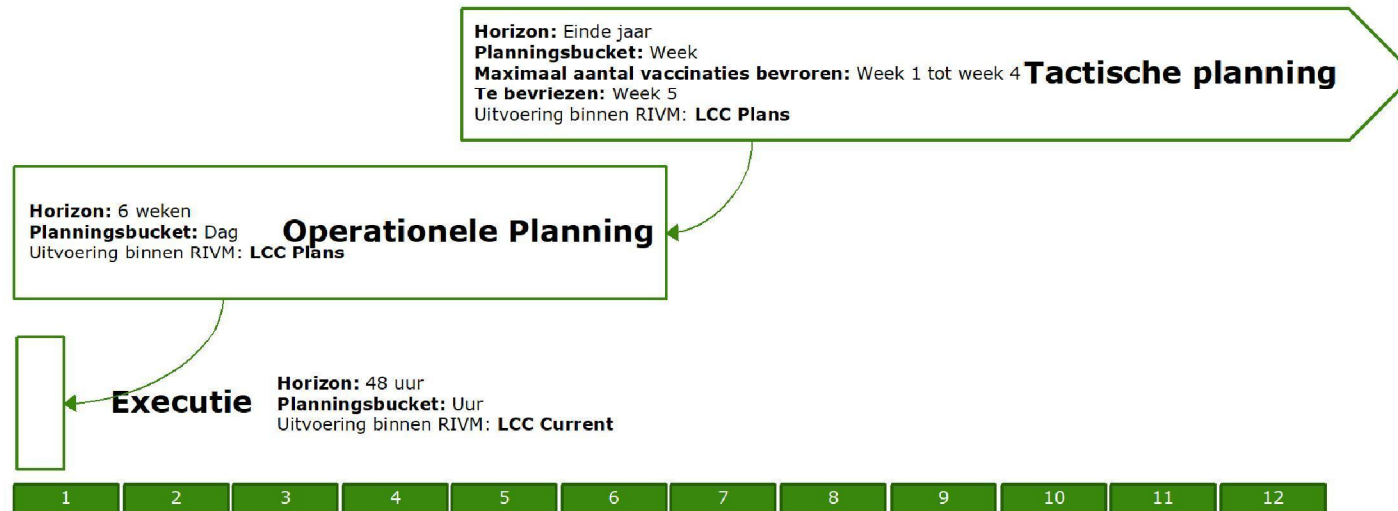 Horizon: Einde jaar
Planningsbucket: Week
Maximaal aantal vaccinaties bevroren: Week 1 tot week 4
Te bevriezen: Week 5
Uitvoering binnen RIVM: LCC Plans
Tactische planning
Horizon: 6 weken
Planningsbucket: Dag
Uitvoering binnen RIVM: LCC Plans
Operationele Planning
Executie
Horizon: 48 uur
Planningsbucket: Uur
Uitvoering binnen RIVM: LCC Current
1 2 3 4 5 6 7 8 9 10 11 12